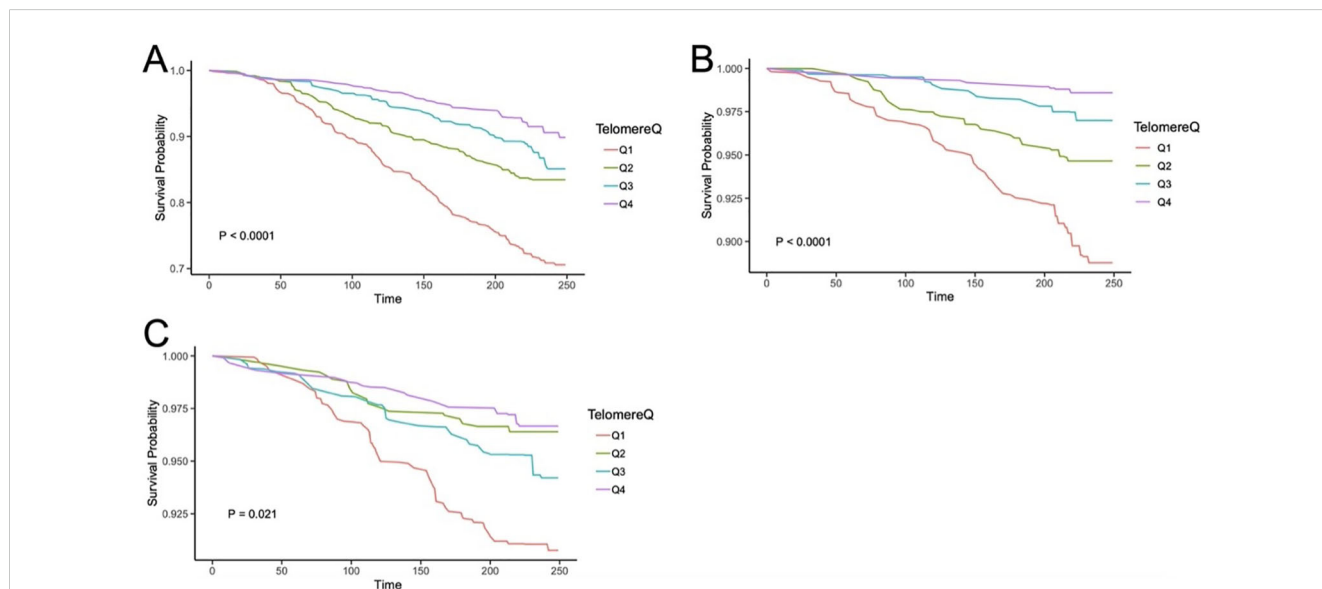 A
1.0
0.9
0.8
0.7
Survival Probability
P < 0.0001
0 50 100 150 200 250
Time
TelomereQ
Q1
Q2
Q3
Q4
B
1.000
0.975
0.950
0.925
0.900
Survival Probability
P < 0.0001
0 50 100 150 200 250
Time
TelomereQ
Q1
Q2
Q3
Q4
C
1.000
0.975
0.950
0.925
Survival Probability
P = 0.021
0 50 100 150 200 250
Time
TelomereQ
Q1
Q2
Q3
Q4